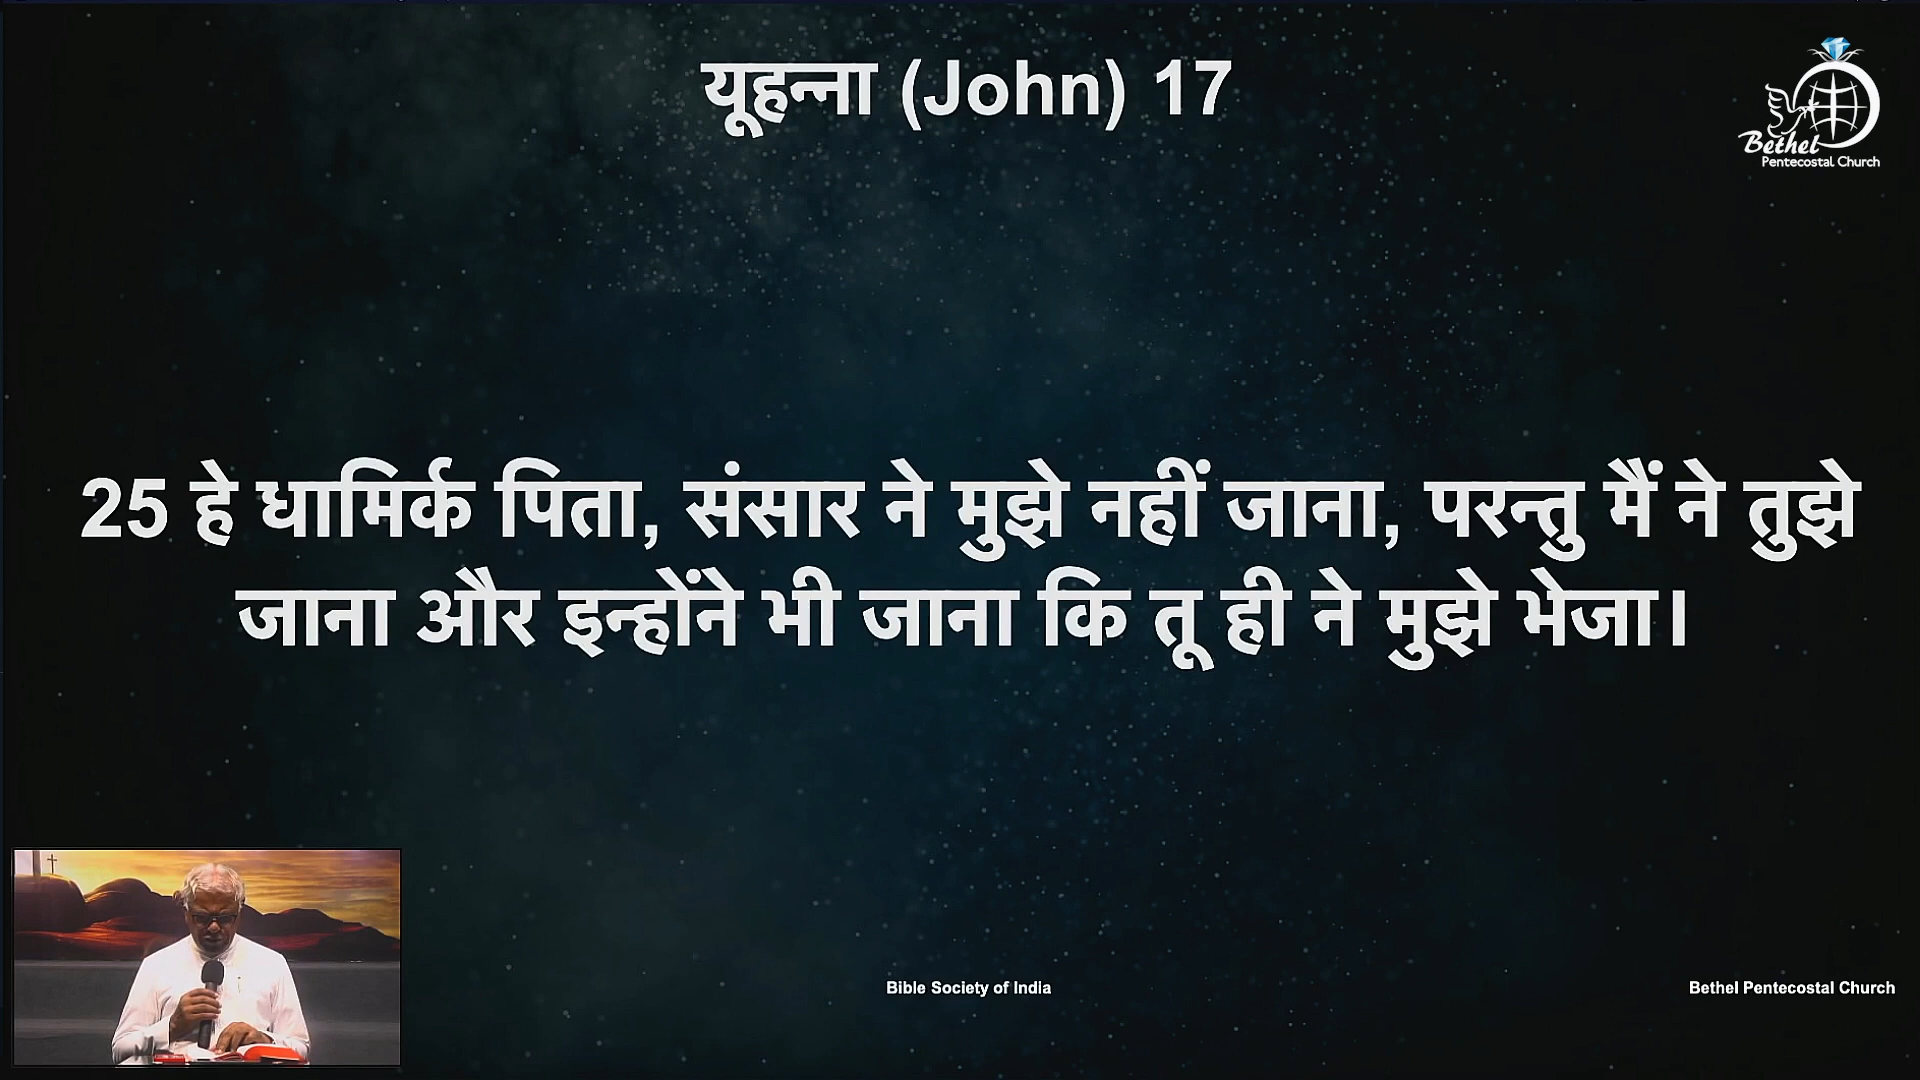 यूहन्ना (John) 17
Bethel
Pentecostal Church
25 हे धामिर्क पिता, संसार ने मुझे नहीं जाना, परन्तु मैं ने तुझे
जाना और इन्होंने भी जाना कि तू ही ने मुझे भेजा।
Bible Society of India
Bethel Pentecostal Church